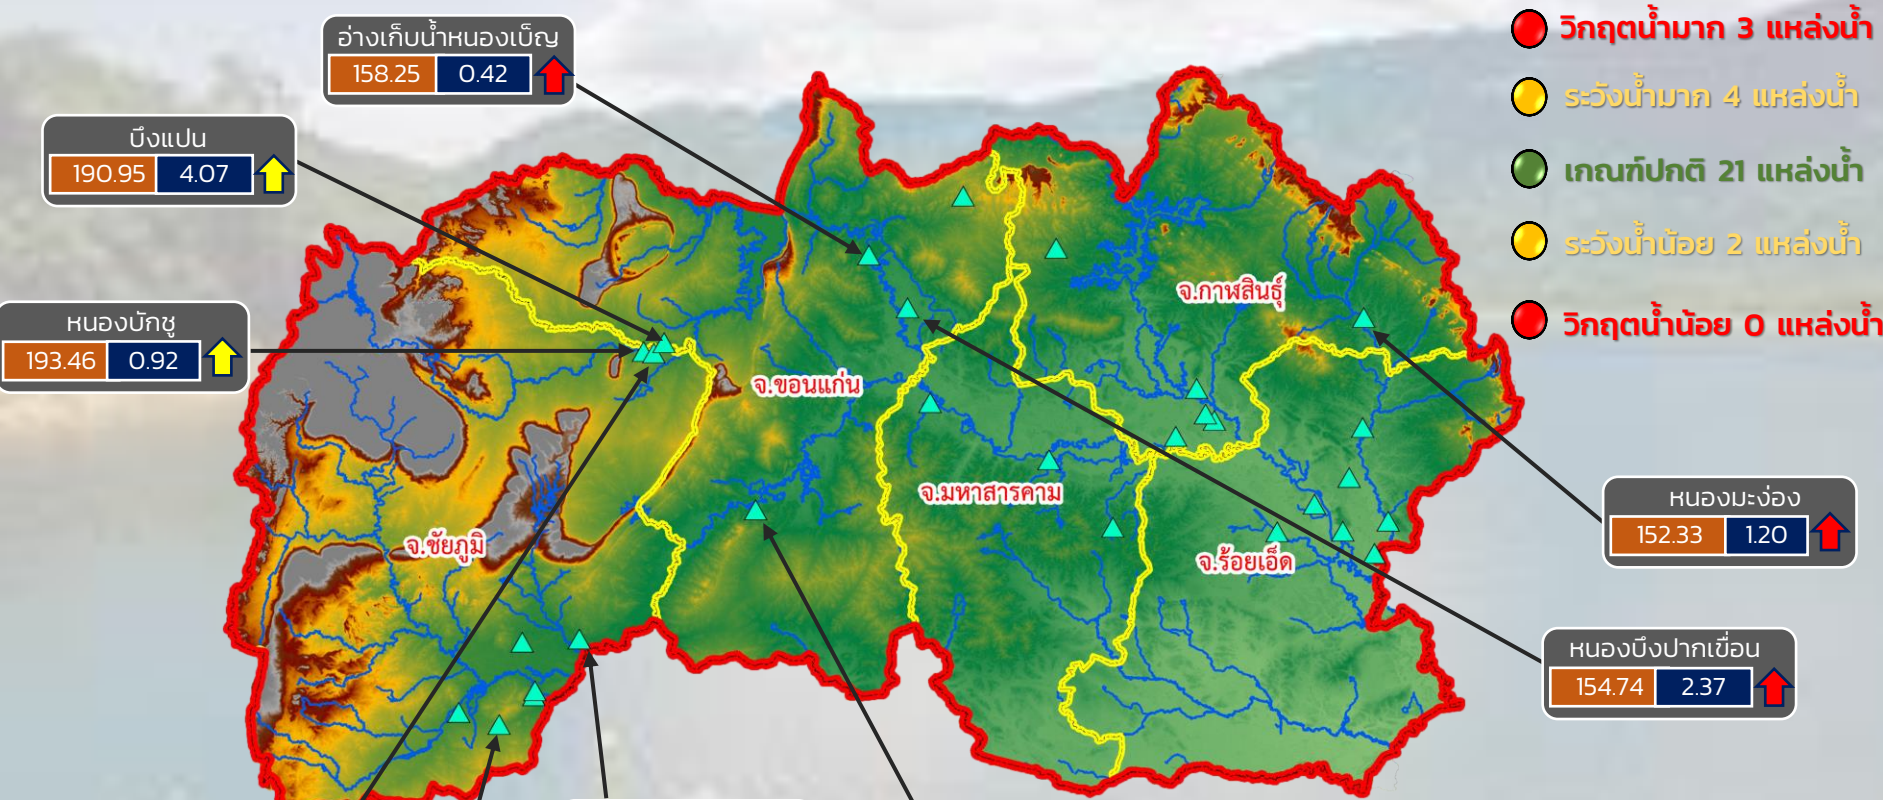 อ่างเก็บน้ำหนองเบ็ญ
158.25 0.42
บึงแปน
190.95 4.07
หนองบักชู
193.46 0.92
วิกฤตน้ำมาก 3 แหล่งน้ำ
ระวังน้ำมาก 4 แหล่งน้ำ
เกณฑ์ปกติ 21 แหล่งน้ำ
ระวังน้ำน้อย 2 แหล่งน้ำ
วิกฤตน้ำน้อย 0 แหล่งน้ำ
จ.กาฬสินธุ์
จ.ขอนแก่น
จ.มหาสารคาม
จ.ชัยภูมิ
จ.ร้อยเอ็ด
หนองมะง่อง
152.33 1.20
หนองบึงปากเขื่อน
154.74 2.37